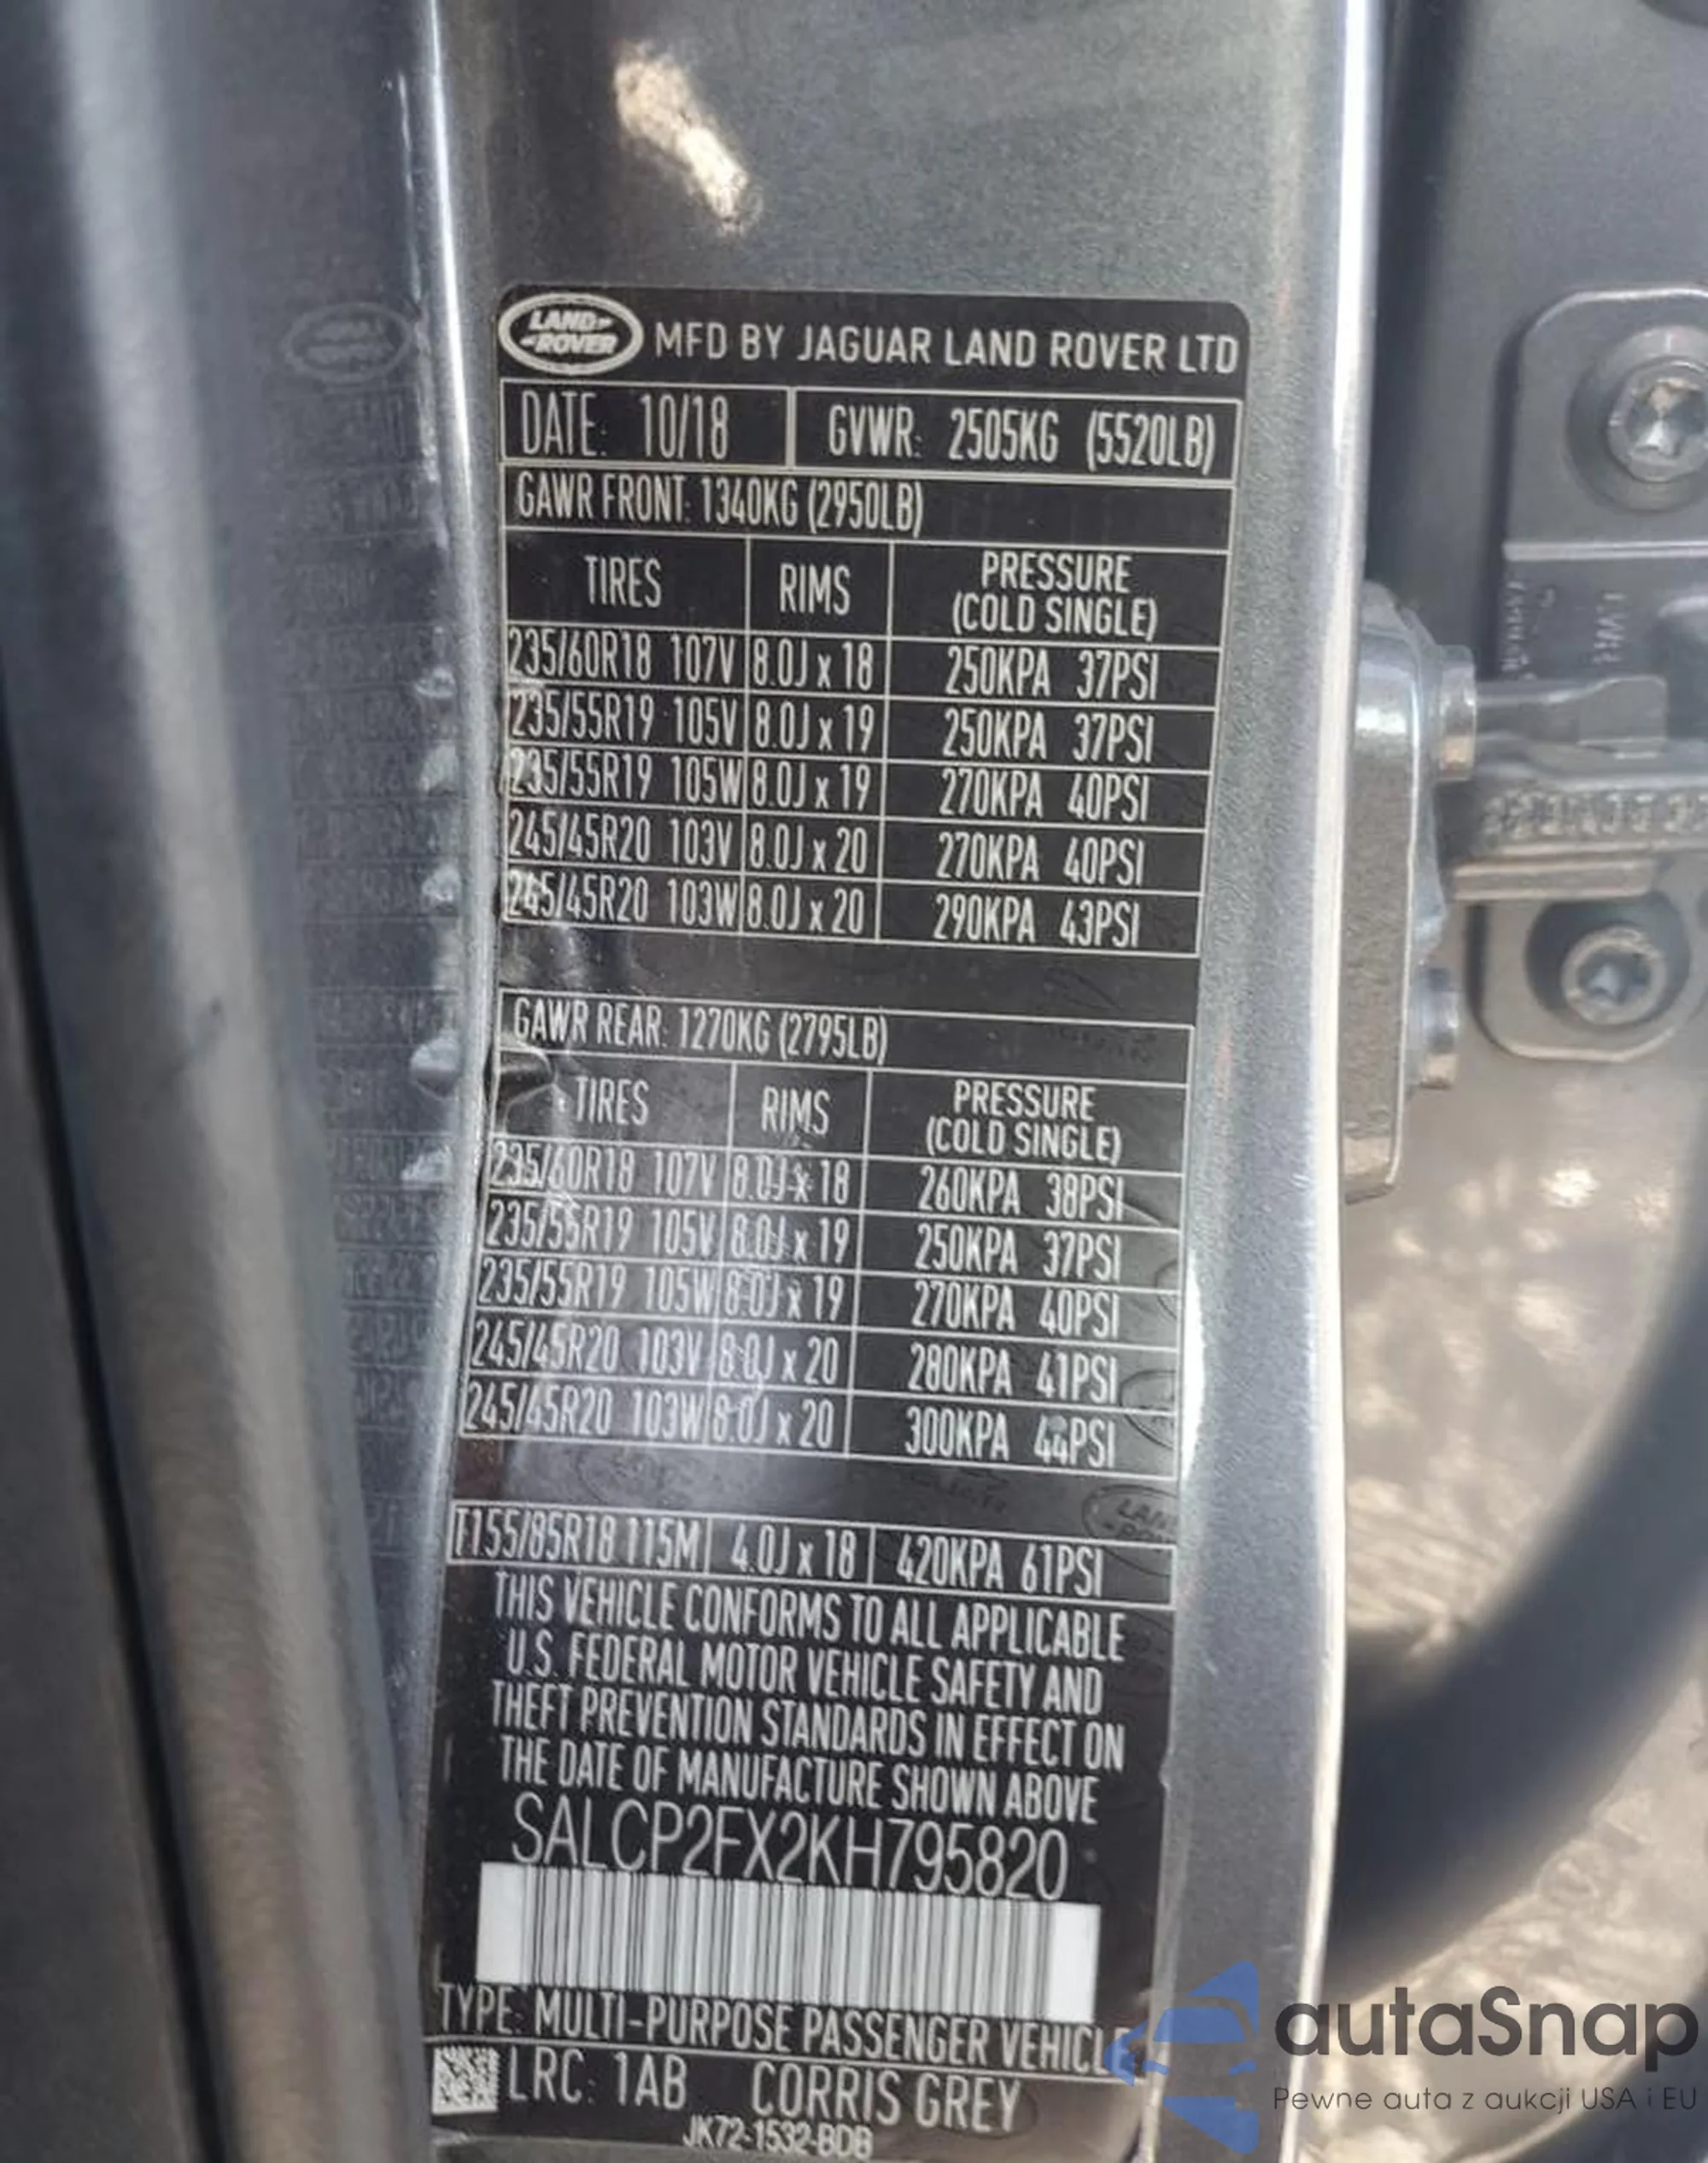 LAND ROVER MFD BY JAGUAR LAND ROVER LTD
DATE: 10/18 GVWR: 2505KG (5520LB)
GAWR FRONT: 1340KG (2950LB)
TIRES RIMS PRESSURE (COLD SINGLE)
235/60R18 107V 8.0J x 18 250KPA 37PSI
235/55R19 105V 8.0J x 19 250KPA 37PSI
235/55R19 105W 8.0J x 19 270KPA 40PSI
245/45R20 103V 8.0J x 20 270KPA 40PSI
245/45R20 103W 8.0J x 20 290KPA 43PSI
GAWR REAR: 1270KG (2795LB)
TIRES RIMS PRESSURE (COLD SINGLE)
235/60R18 107V 8.0J x 18 260KPA 38PSI
235/55R19 105V 8.0J x 19 250KPA 37PSI
235/55R19 105W 8.0J x 19 270KPA 40PSI
245/45R20 103V 8.0J x 20 280KPA 41PSI
245/45R20 103W 8.0J x 20 300KPA 44PSI
T155/85R18 115M 4.0J x 18 420KPA 61PSI
THIS VEHICLE CONFORMS TO ALL APPLICABLE
U.S. FEDERAL MOTOR VEHICLE SAFETY AND
THEFT PREVENTION STANDARDS IN EFFECT ON
THE DATE OF MANUFACTURE SHOWN ABOVE
SALCP2FX2KH795820
TYPE: MULTI-PURPOSE PASSENGER VEHICLE
LRC: 1AB CORRIS GREY
JK72-1532-BDB
autaSnap
Pewne auta z aukcji USA i EU